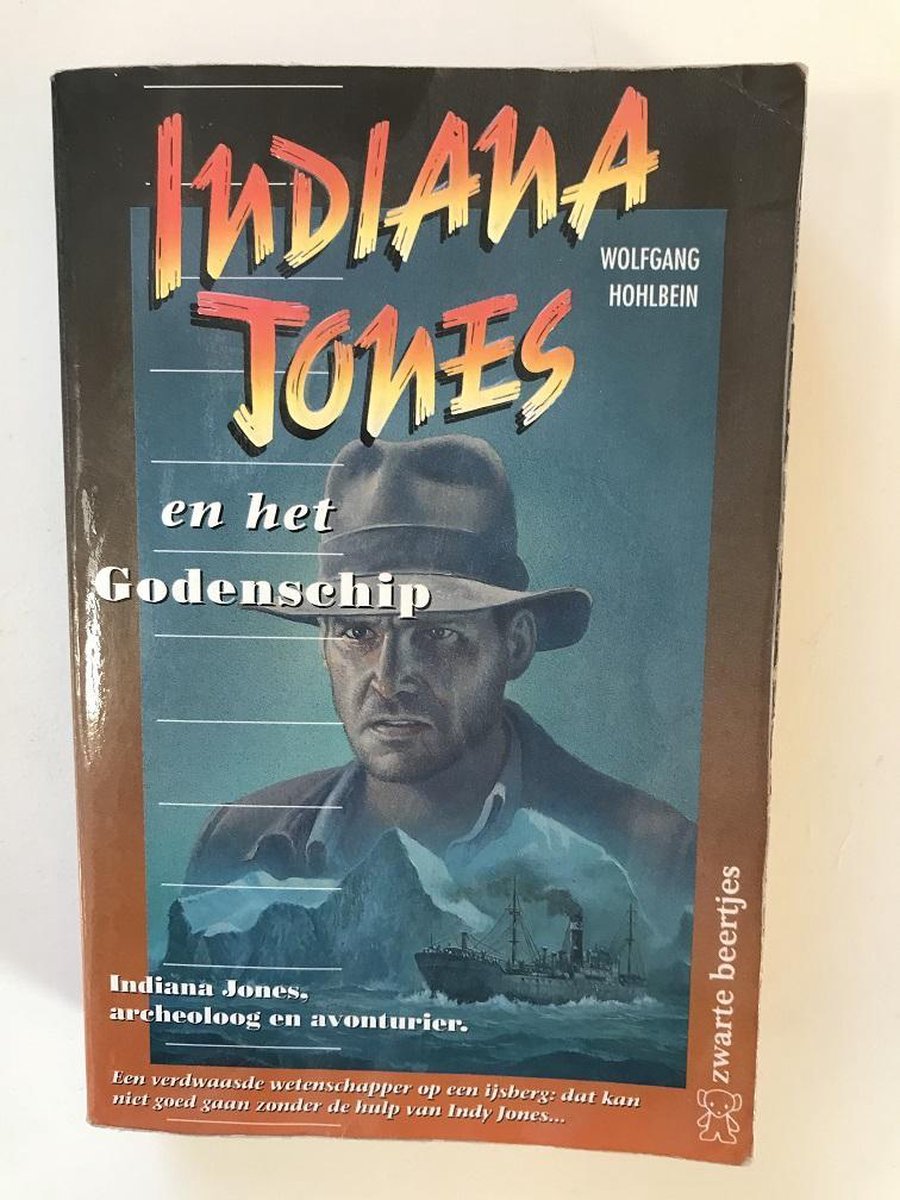 INDIANA
JONES
WOLFGANG
HOHLBEIN
en het
Godenschip
Indiana Jones,
archeoloog en avonturier.
Een verdwaasde wetenschapper op een ijsberg: dat kan
niet goed gaan zonder de hulp van Indy Jones...
zwarte beertjes